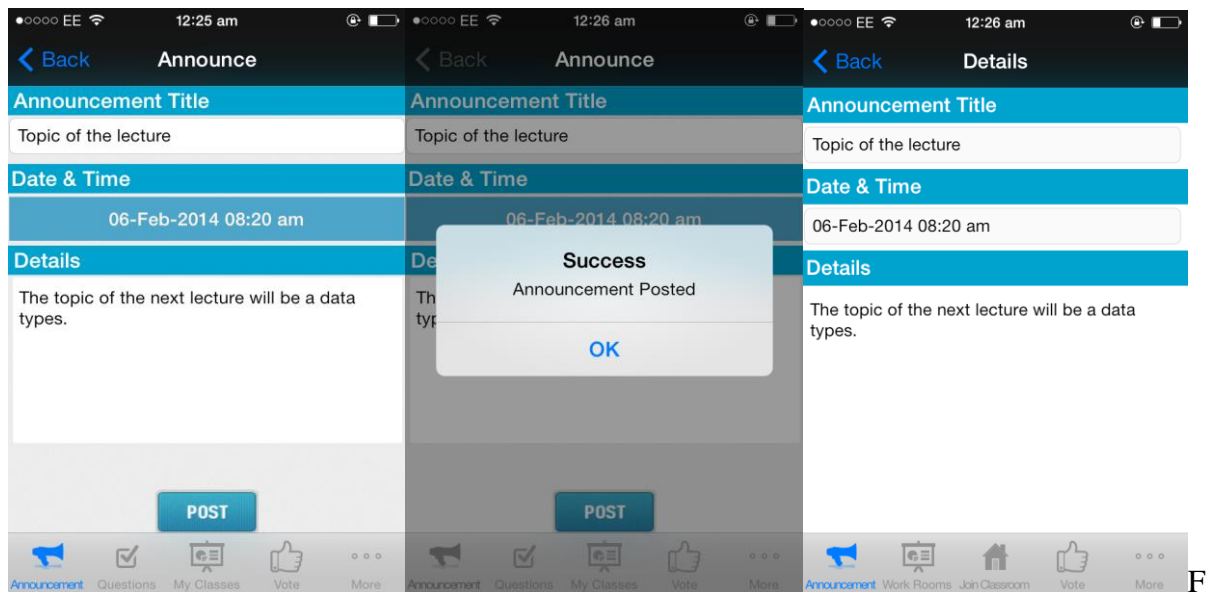 EE 12:25 am
Back Announce
Announcement Title
Topic of the lecture
Date & Time
06-Feb-2014 08:20 am
Details
The topic of the next lecture will be a data
types.
POST
Announcement Questions My Classes Vote More
EE 12:26 am
Back Announce
Announcement Title
Topic of the lecture
Date & Time
06-Feb-2014 08:20 am
De
Th
typ
Success
Announcement Posted
OK
POST
Announcement Questions My Classes Vote More
EE 12:26 am
Back Details
Announcement Title
Topic of the lecture
Date & Time
06-Feb-2014 08:20 am
Details
The topic of the next lecture will be a data
types.
Announcement Work Rooms Join Classroom Vote More
F